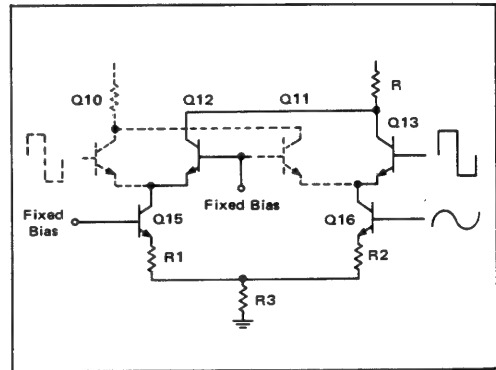 Q10
Q12
Q11
R
Q13
Fixed Bias
Fixed
Bias
Q15
Q16
R1
R2
R3